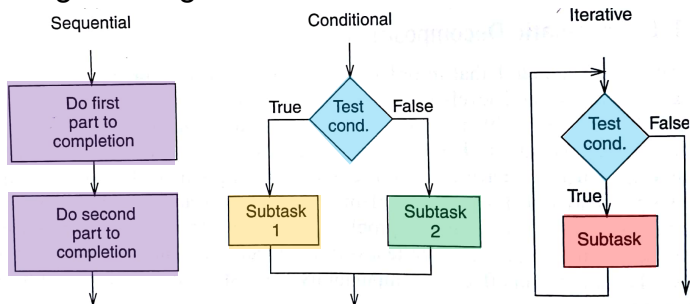 Sequential
Do first
part to
completion
Do second
part to
completion
Conditional
True
Test
cond.
False
Subtask
1
Subtask
2
Iterative
Test
cond.
False
True
Subtask